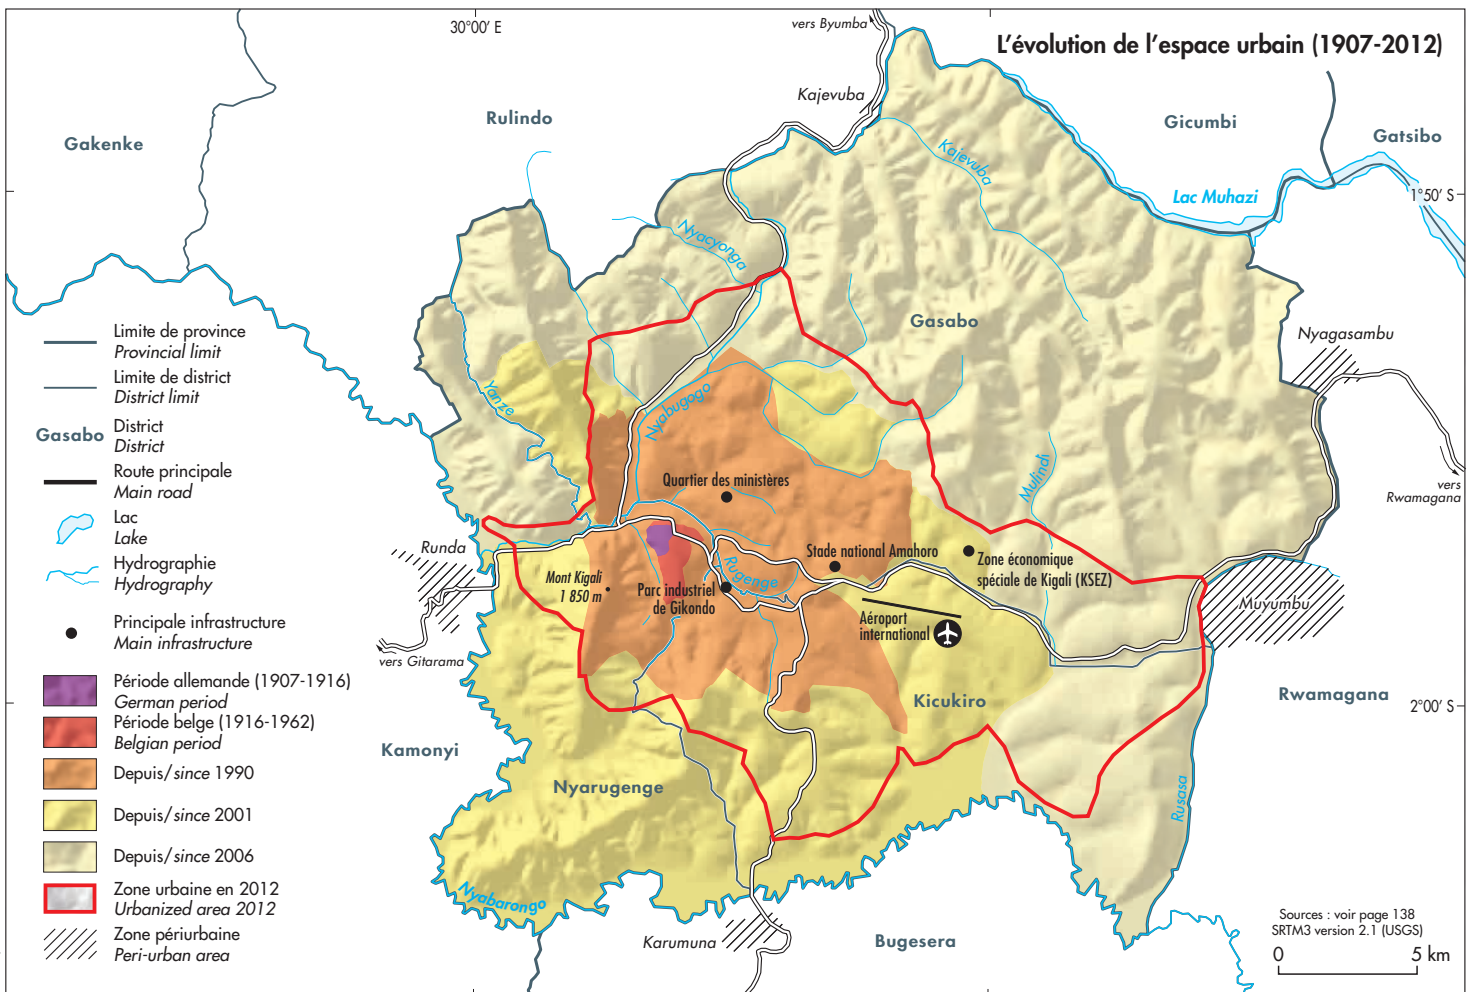 30°00' E
vers Byumba
L'évolution de l'espace urbain (1907-2012)
Kajevuba
Rulindo
Gicumbi
Gakenke
Gatsibo
Kajevuba
Lac Muhazi
1°50' S
Nyacyonga
Gasabo
Nyagasambu
Limite de province
Provincial limit
Limite de district
District limit
Gasabo
District
District
Route principale
Main road
Lac
Lake
Hydrographie
Hydrography
Principale infrastructure
Main infrastructure
Période allemande (1907-1916)
German period
Période belge (1916-1962)
Belgian period
Depuis/since 1990
Depuis/since 2001
Depuis/since 2006
Zone urbaine en 2012
Urbanized area 2012
Zone périurbaine
Peri-urban area
Yanze
Nyabugogo
Quartier des ministères
Mulindi
vers
Rwamagana
Runda
Stade national Amahoro
Zone économique
spéciale de Kigali (KSEZ)
Rugenge
Mont Kigali
1 850 m
Parc industriel
de Gikondo
Aéroport
international
Muyumbu
vers Gitarama
Kicukiro
Rwamagana
2°00' S
Kamonyi
Nyarugenge
Rusasa
Nyabarongo
Karumuna
Bugesera
Sources : voir page 138
SRTM3 version 2.1 (USGS)
0 5 km